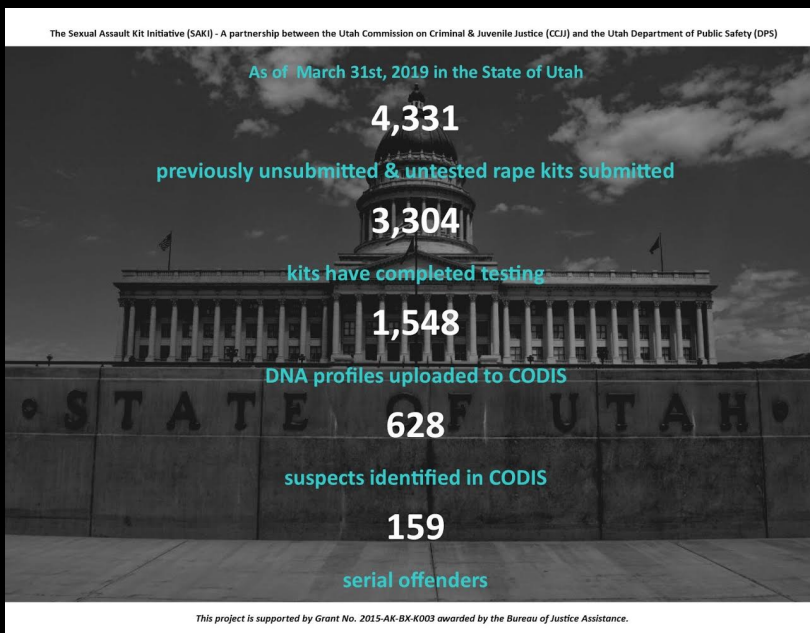 The Sexual Assault Kit Initiative (SAKI) - A partnership between the Utah Commission on Criminal & Juvenile Justice (CCJJ) and the Utah Department of Public Safety (DPS)
As of  March 31st, 2019 in the State of Utah
4,331
previously unsubmitted & untested rape kits submitted
3,304
kits have completed testing
1,548
DNA profiles uploaded to CODIS
STATE OF UTAH
628
suspects identified in CODIS
159
serial offenders
This project is supported by Grant No. 2015-AK-BX-K003 awarded by the Bureau of Justice Assistance.